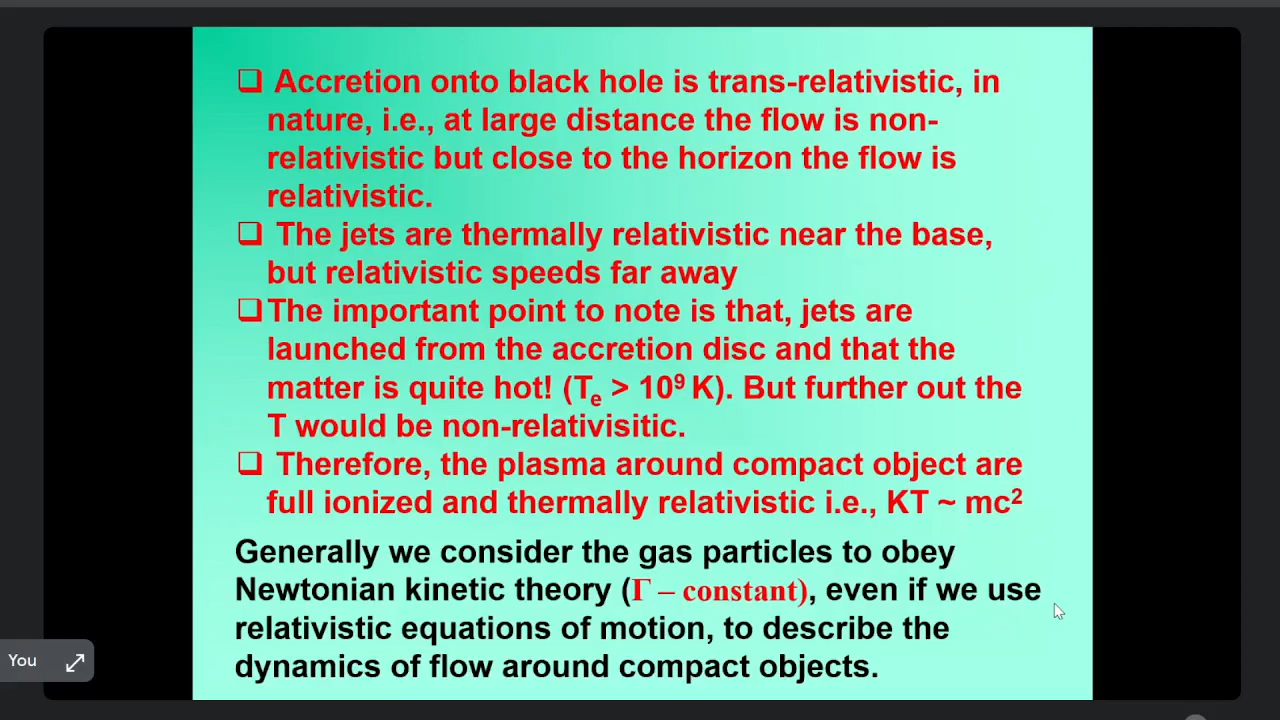 ❑ Accretion onto black hole is trans-relativistic, in
nature, i.e., at large distance the flow is non-
relativistic but close to the horizon the flow is
relativistic.
❑ The jets are thermally relativistic near the base,
but relativistic speeds far away
❑ The important point to note is that, jets are
launched from the accretion disc and that the
matter is quite hot! (Tₑ > 10⁹ K). But further out the
T would be non-relativisitic.
❑ Therefore, the plasma around compact object are
full ionized and thermally relativistic i.e., KT ~ mc²
Generally we consider the gas particles to obey
Newtonian kinetic theory (Γ – constant), even if we use
relativistic equations of motion, to describe the
dynamics of flow around compact objects.
You